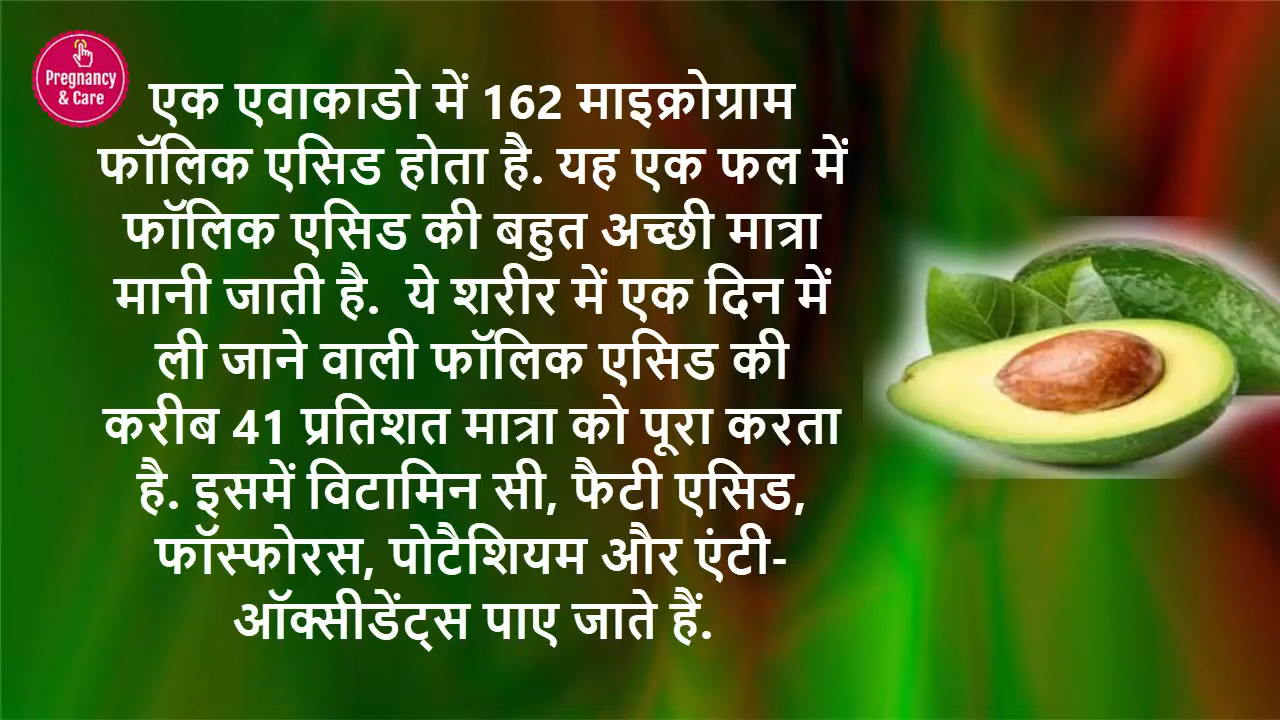 Pregnancy
& Care
एक एवाकाडो में 162 माइक्रोग्राम
फॉलिक एसिड होता है. यह एक फल में
फॉलिक एसिड की बहुत अच्छी मात्रा
मानी जाती है. ये शरीर में एक दिन में
ली जाने वाली फॉलिक एसिड की
करीब 41 प्रतिशत मात्रा को पूरा करता
है. इसमें विटामिन सी, फैटी एसिड,
फॉस्फोरस, पोटैशियम और एंटी-
ऑक्सीडेंट्स पाए जाते हैं.